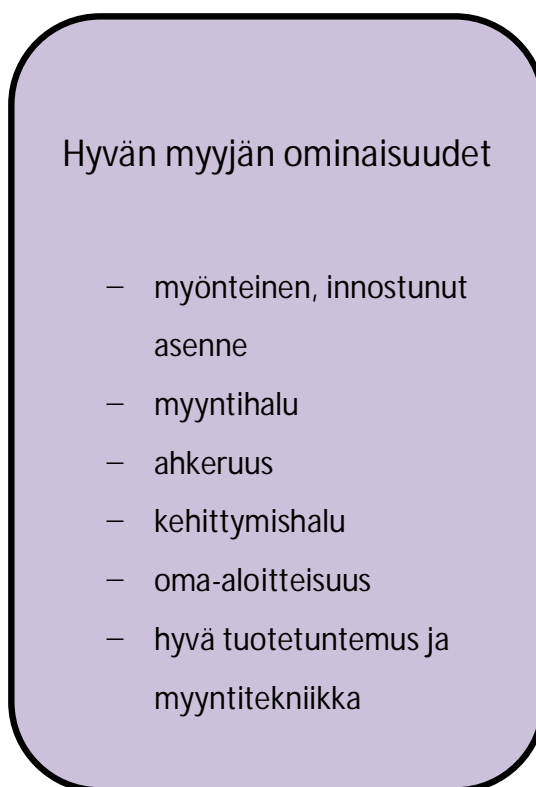 Hyvän myyjän ominaisuudet
– myönteinen, innostunut
asenne
– myyntihalu
– ahkeruus
– kehittymishalu
– oma-aloitteisuus
– hyvä tuotetuntemus ja
myyntitekniikka